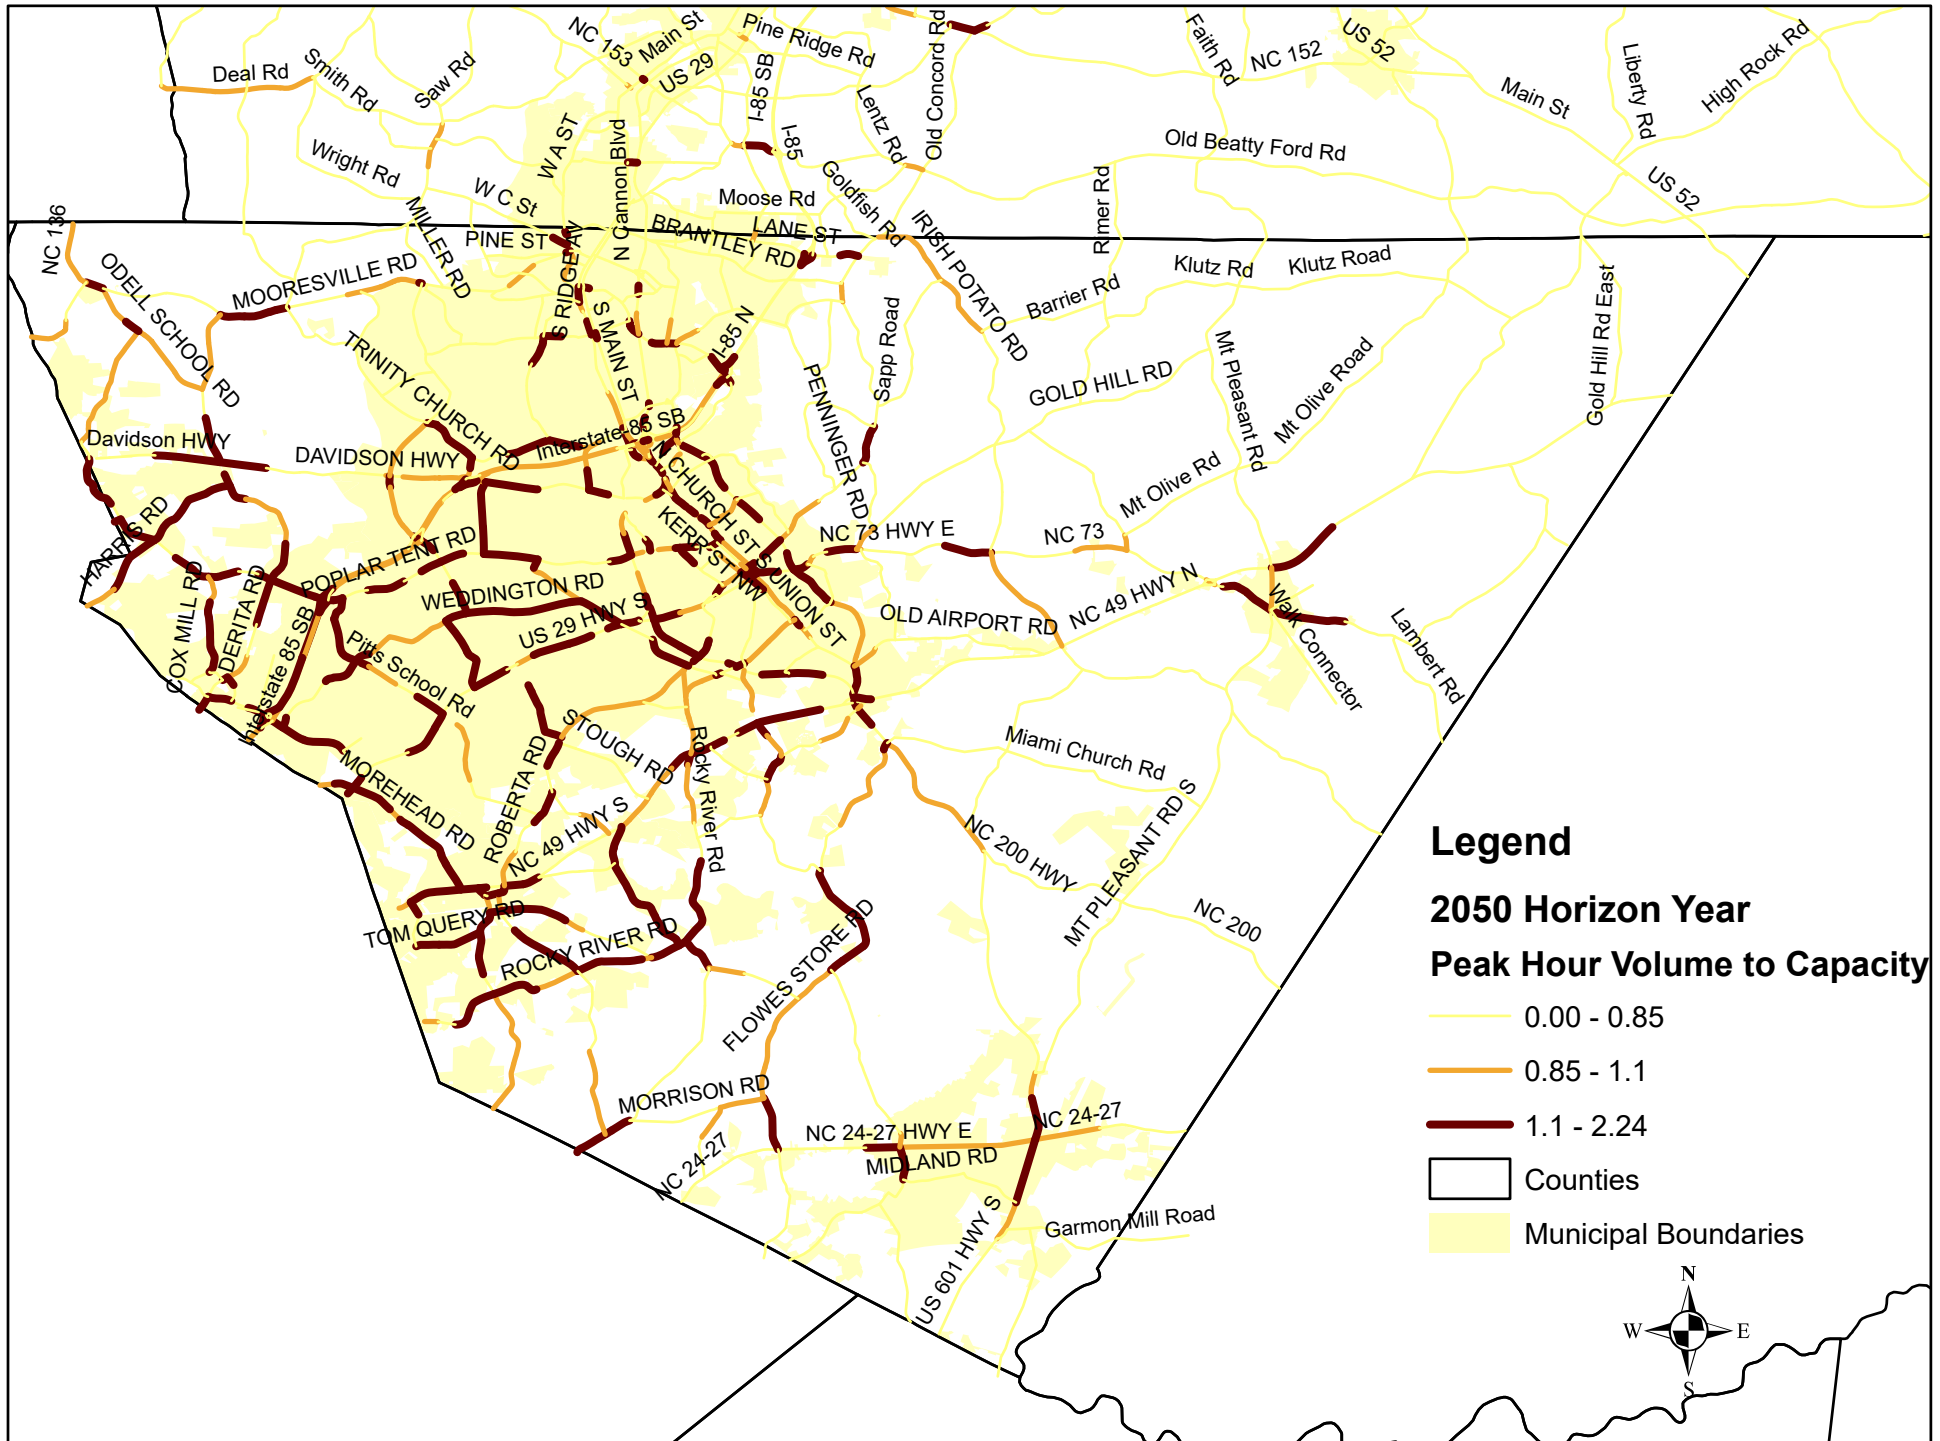 NC 153
Main St
Pine Ridge Rd
US 29
I-85 SB
Old Concord Rd
Faith Rd
NC 152
US 52
Liberty Rd
High Rock Rd
Deal Rd
Smith Rd
Saw Rd
Main St
Lentz Rd
I-85
W A ST
N Cannon Blvd
Wright Rd
W C St
Old Beatty Ford Rd
Goldfish Rd
Moose Rd
Rimer Rd
US 52
NC 136
MILLER RD
PINE ST
BRANTLEY RD
LANE ST
IRISH POTATO RD
ODELL SCHOOL RD
MOORESVILLE RD
S RIDGE AV
Klutz Rd
Klutz Road
Barrier Rd
S MAIN ST
I-85 N
Sapp Road
Gold Hill Rd East
TRINITY CHURCH RD
PENNINGER RD
GOLD HILL RD
Mt Pleasant Rd
Mt Olive Road
Davidson HWY
DAVIDSON HWY
Interstate-85 SB
N CHURCH ST
Mt Olive Rd
HARRIS RD
KERR ST NW
NC 73 HWY E
NC 73
POPLAR TENT RD
WEDDINGTON RD
S UNION ST
COX MILL RD
DERITA RD
US 29 HWY S
OLD AIRPORT RD
NC 49 HWY N
Walk Connector
Lambert Rd
Interstate 85 SB
Pitts School Rd
STOUGH RD
Rocky River Rd
Miami Church Rd
MOREHEAD RD
ROBERTA RD
NC 49 HWY S
NC 200 HWY
MT PLEASANT RD S
NC 200
TOM QUERY RD
ROCKY RIVER RD
FLOWES STORE RD
MORRISON RD
NC 24-27
NC 24-27 HWY E
NC 24-27
MIDLAND RD
US 601 HWY S
Garmon Mill Road
Legend
2050 Horizon Year
Peak Hour Volume to Capacity
0.00 - 0.85
0.85 - 1.1
1.1 - 2.24
Counties
Municipal Boundaries
N
W
E
S